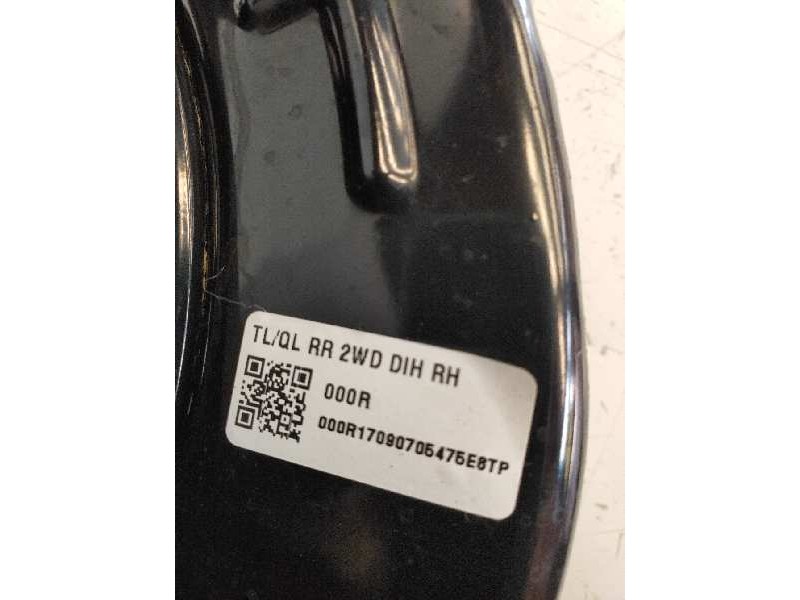 TL/QL RR 2WD DIH RH
000R
000R17090705475E8TP